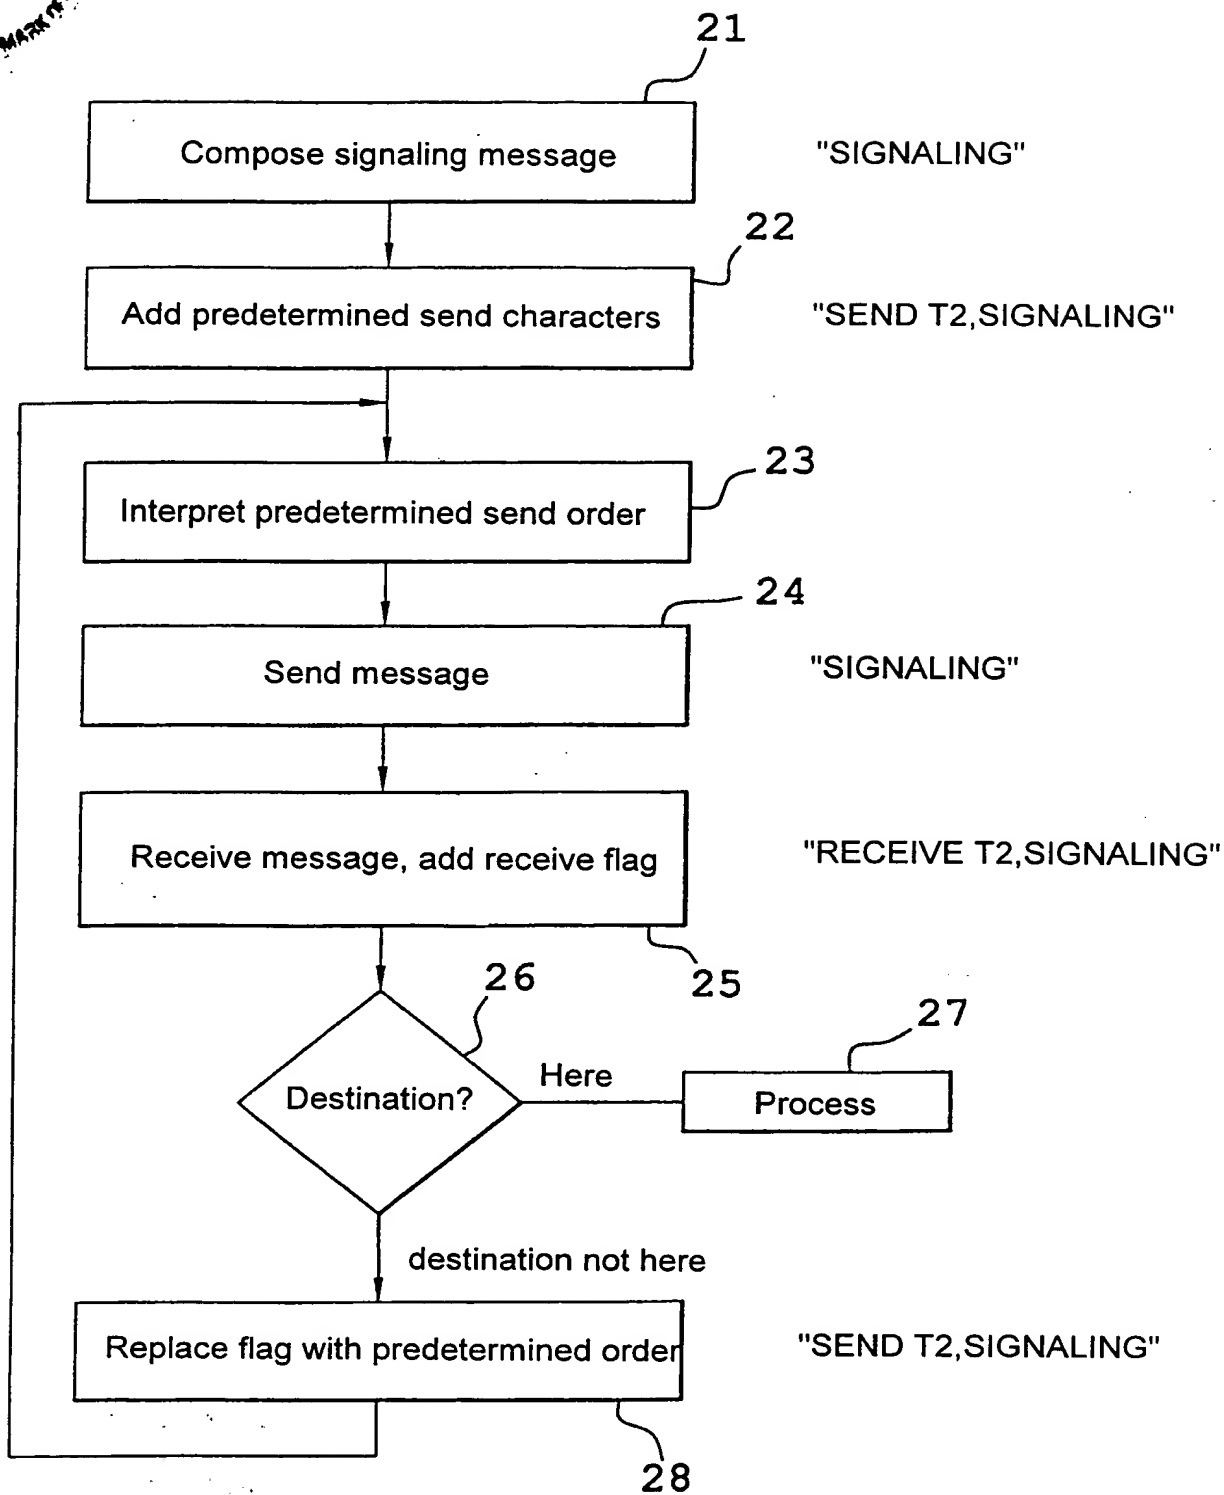 21
Compose signaling message
"SIGNALING"
22
Add predetermined send characters
"SEND T2,SIGNALING"
23
Interpret predetermined send order
24
Send message
"SIGNALING"
Receive message, add receive flag
"RECEIVE T2,SIGNALING"
25
26
27
Destination?
Here
Process
destination not here
Replace flag with predetermined order
"SEND T2,SIGNALING"
28